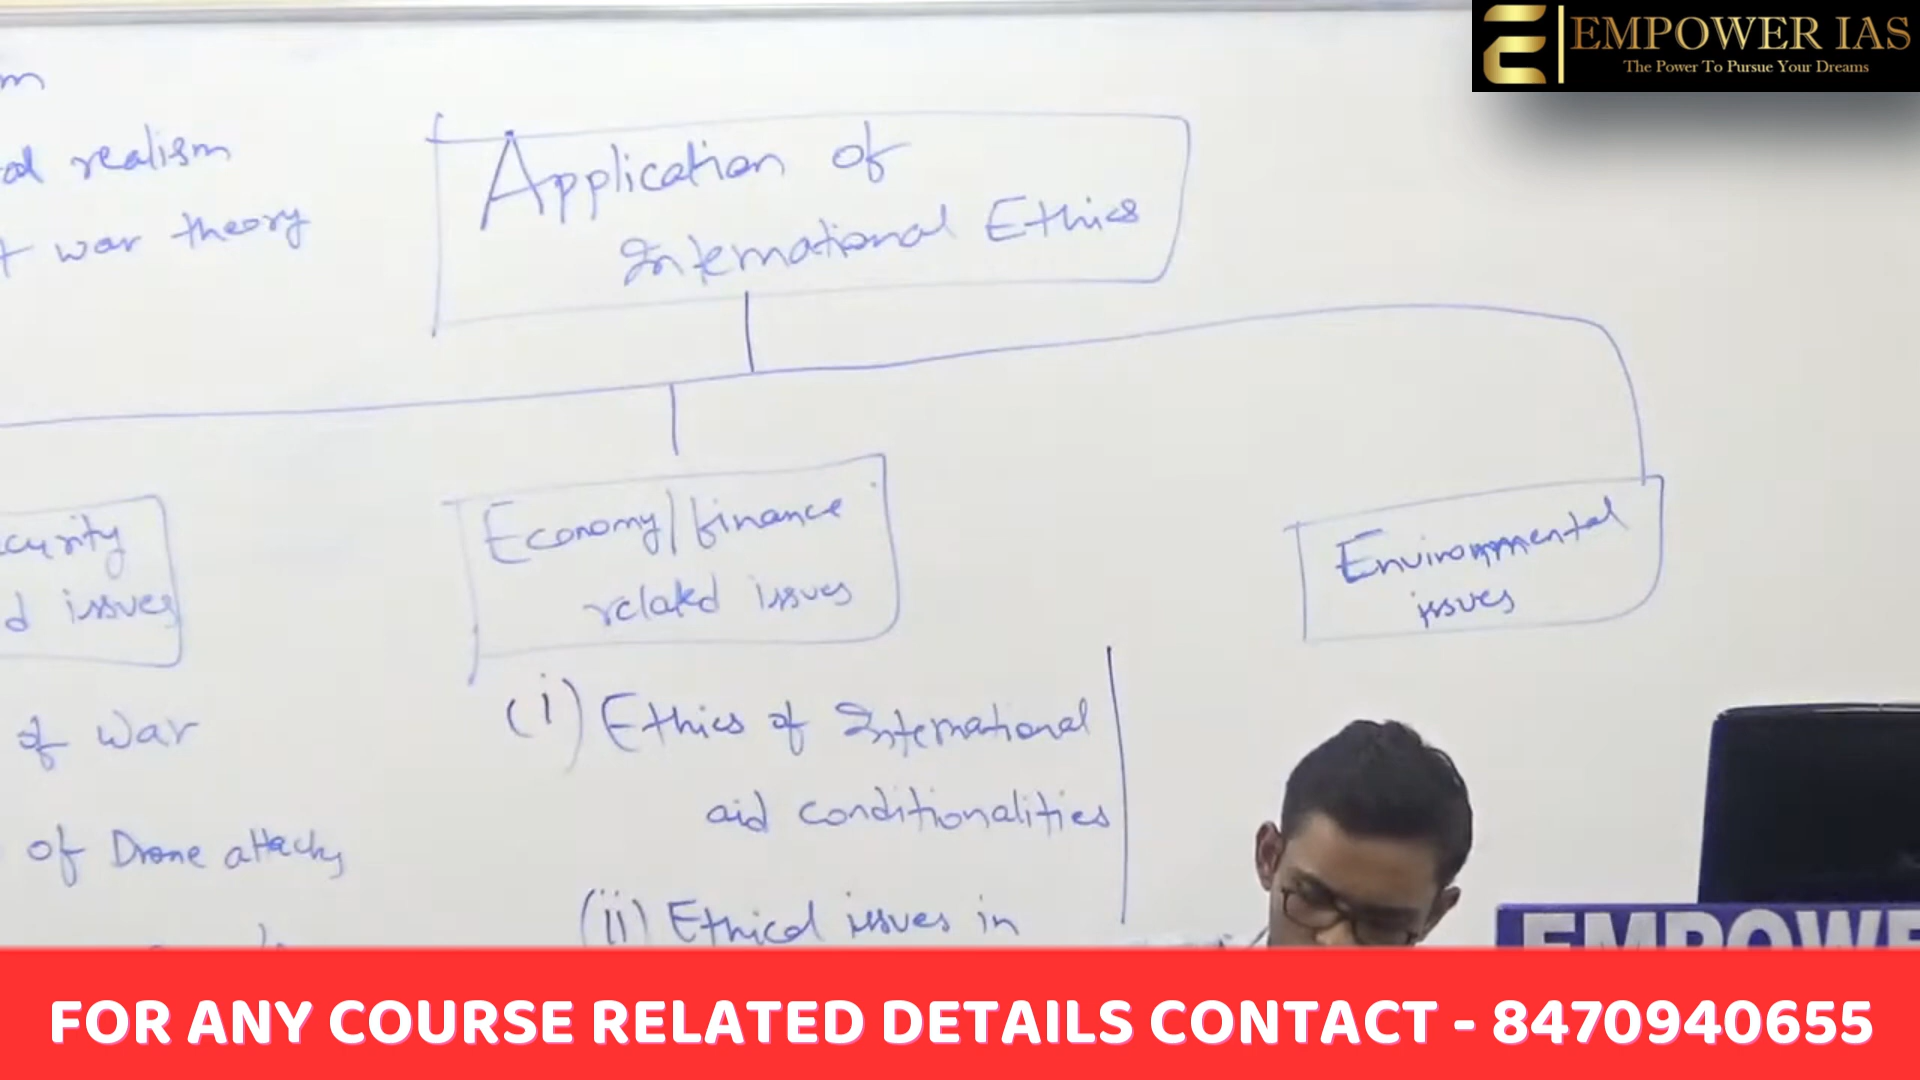 EMPOWER IAS
The Power To Pursue Your Dreams
realism
war theory
Application of
International Ethics
issues
of War
of Drone attacks
Economy/finance
related issues
(i) Ethics of International
aid conditionalities
(ii) Ethical issues in
Environmental
issues
EMPOWE
FOR ANY COURSE RELATED DETAILS CONTACT - 8470940655